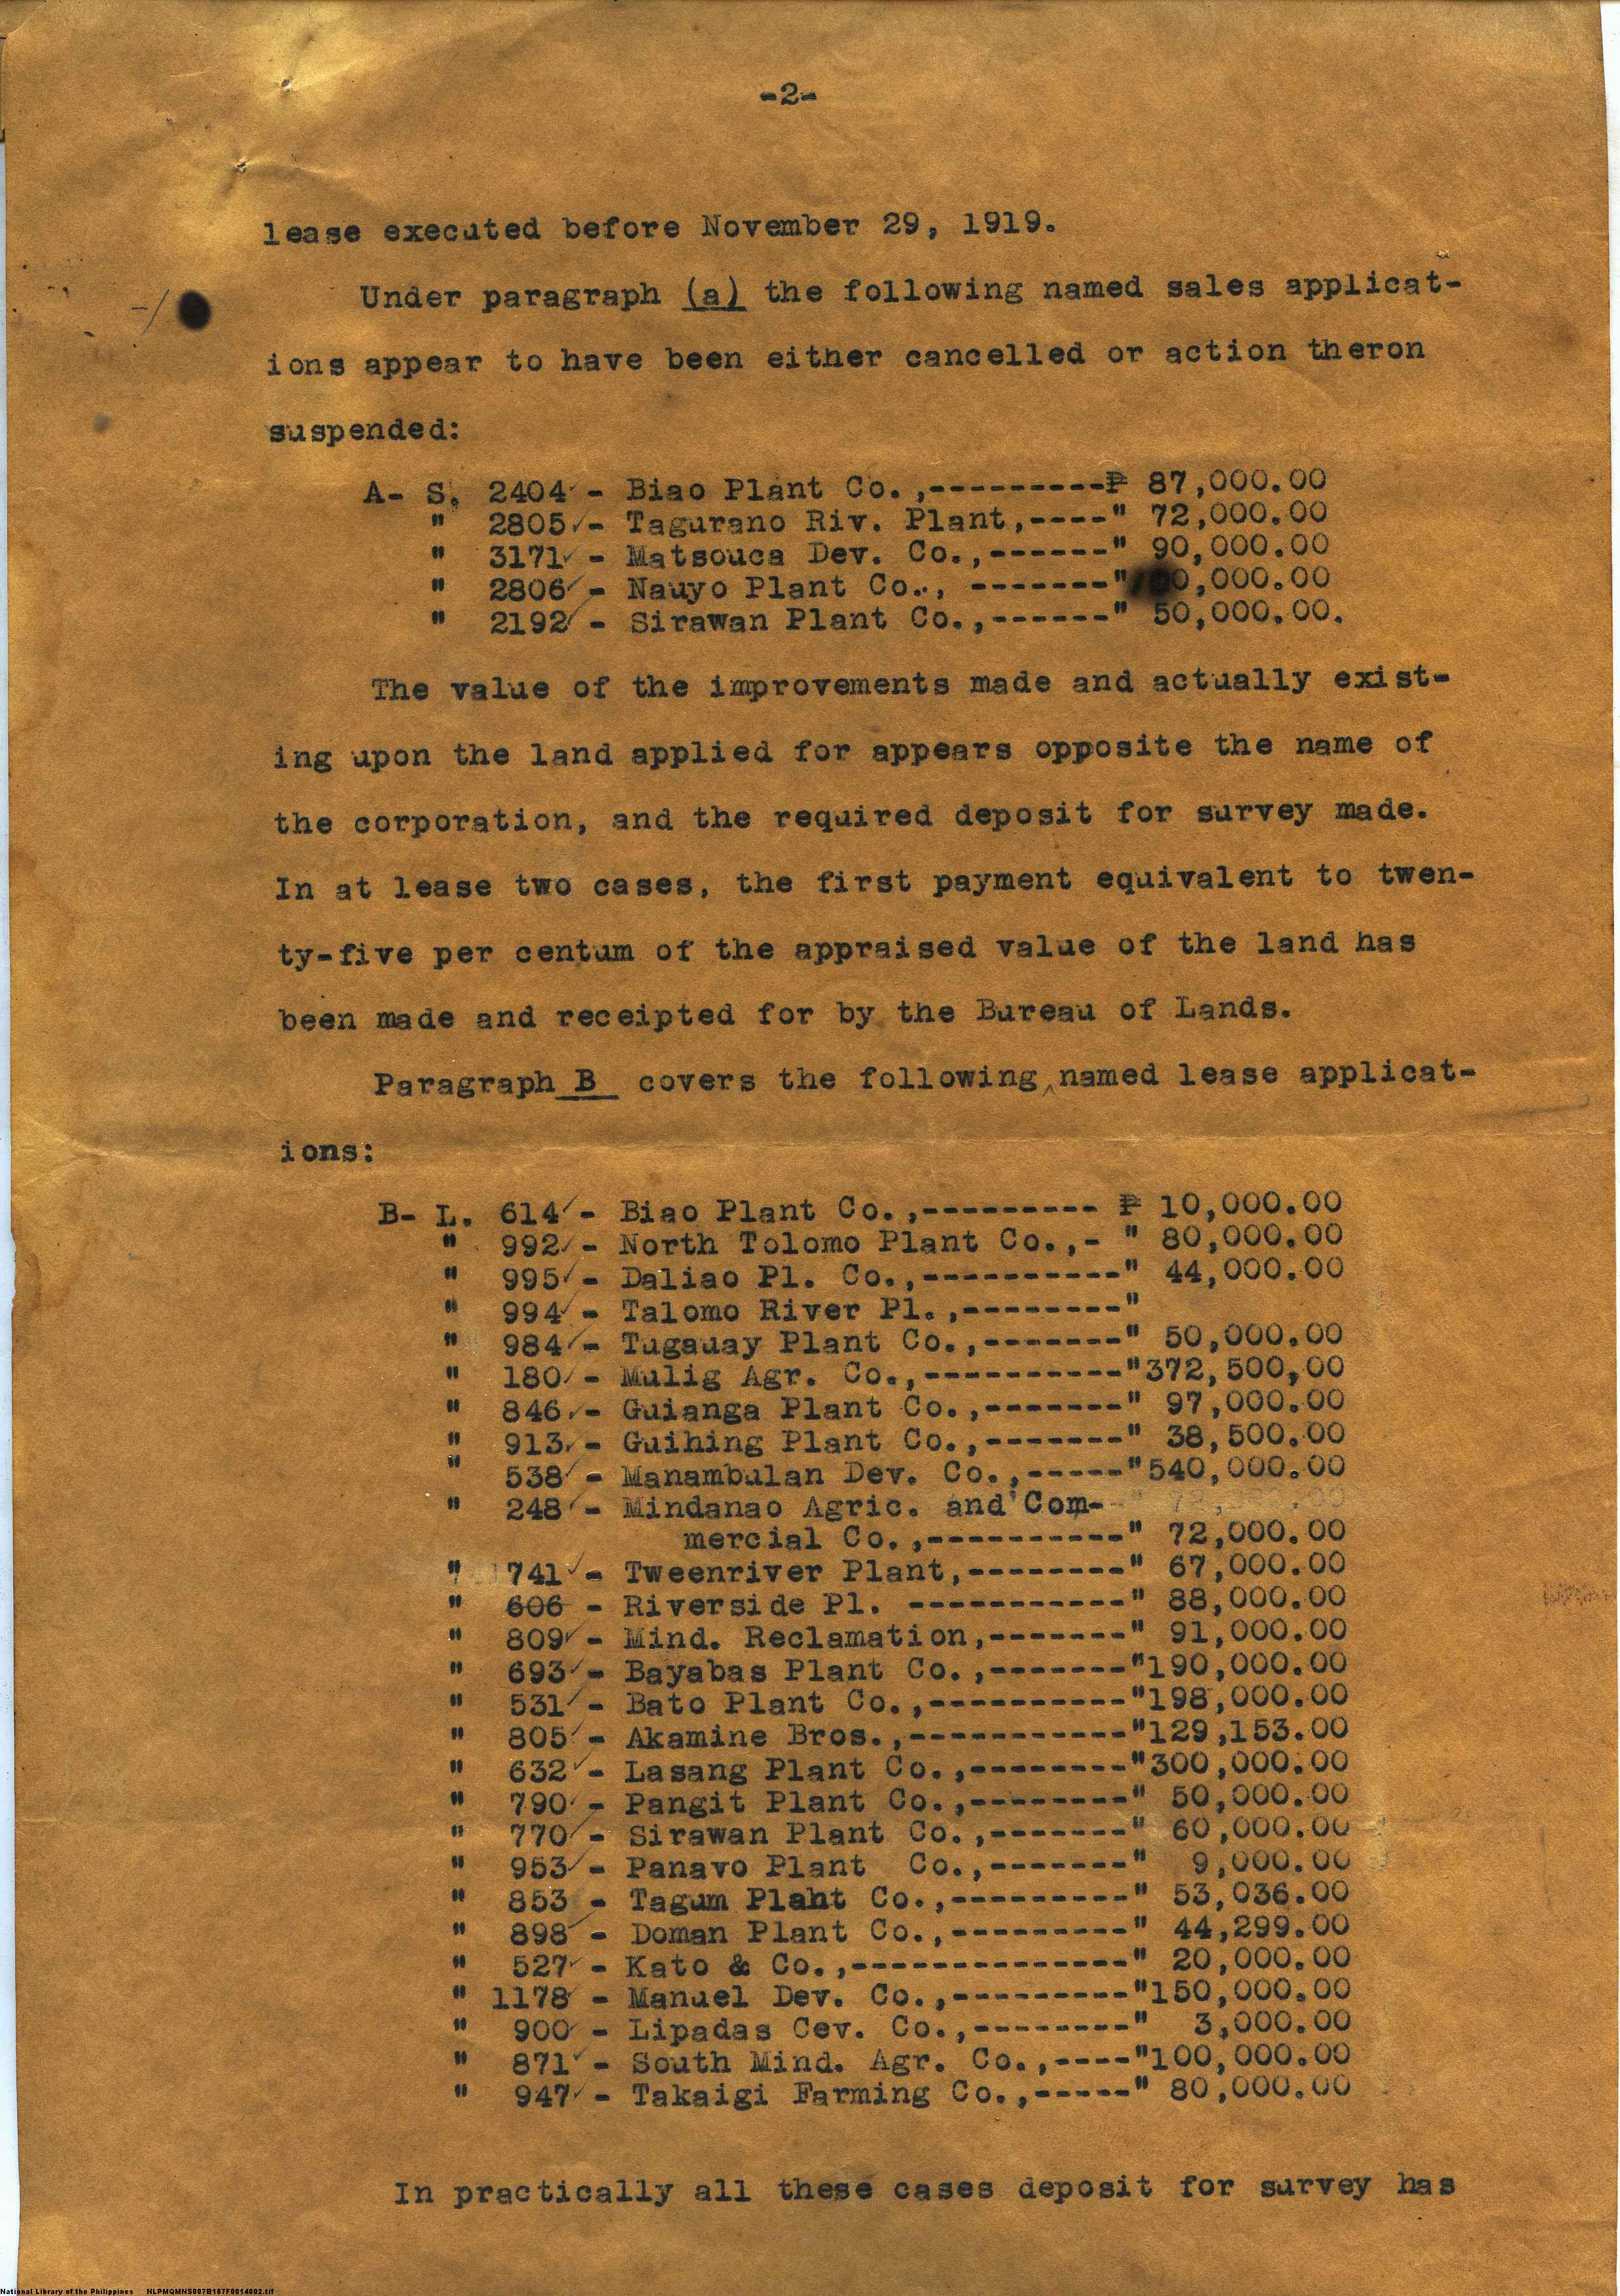 -2-
lease executed before November 29, 1919.
Under paragraph (a) the following named sales applicat-
ions appear to have been either cancelled or action theron
suspended:
A- S. 2404 - Biao Plant Co.,---------₱ 87,000.00
" 2805 - Tagurano Riv. Plant,----" 72,000.00
" 3171 - Matsouca Dev. Co.,------" 90,000.00
" 2806 - Nauyo Plant Co., -------"
" 2192 - Sirawan Plant Co.,------" 50,000.00.
The value of the improvements made and actually exist-
ing upon the land applied for appears opposite the name of
the corporation, and the required deposit for survey made.
In at lease two cases, the first payment equivalent to twen-
ty-five per centum of the appraised value of the land has
been made and receipted for by the Bureau of Lands.
Paragraph B covers the following named lease applicat-
ions:
B- L. 614 - Biao Plant Co.,--------- ₱ 10,000.00
" 992 - North Tolomo Plant Co.,- " 80,000.00
" 995 - Daliao Pl. Co.,----------" 44,000.00
" 994 - Talomo River Pl.,--------"
" 984 - Tugauay Plant Co.,-------" 50,000.00
" 180 - Mulig Agr. Co.,----------"372,500,00
" 846 - Guianga Plant Co.,-------" 97,000.00
" 913 - Guihing Plant Co.,-------" 38,500.00
" 538 - Manambulan Dev. Co.,-----"540,000.00
" 248 - Mindanao Agric. and Com-
mercial Co.,----------" 72,000.00
" 741 - Tweenriver Plant,--------" 67,000.00
" 606 - Riverside Pl. -----------" 88,000.00
" 809 - Mind. Reclamation,-------" 91,000.00
" 693 - Bayabas Plant Co.,-------"190,000.00
" 531 - Bato Plant Co.,----------"198,000.00
" 805 - Akamine Bros.,-----------"129,153.00
" 632 - Lasang Plant Co.,--------"300,000.00
" 790 - Pangit Plant Co.,--------" 50,000.00
" 770 - Sirawan Plant Co.,-------" 60,000.00
" 953 - Panavo Plant Co.,-------" 9,000.00
" 853 - Tagum Plaht Co.,---------" 53,036.00
" 898 - Doman Plant Co.,---------" 44,299.00
" 527 - Kato & Co.,--------------" 20,000.00
" 1178 - Manuel Dev. Co.,---------"150,000.00
" 900 - Lipadas Cev. Co.,--------" 3,000.00
" 871 - South Mind. Agr. Co.,----"100,000.00
" 947 - Takaigi Farming Co.,-----" 80,000.00
In practically all these cases deposit for survey has
National Library of the Philippines NLPMQMNS007B187F0014002.tif